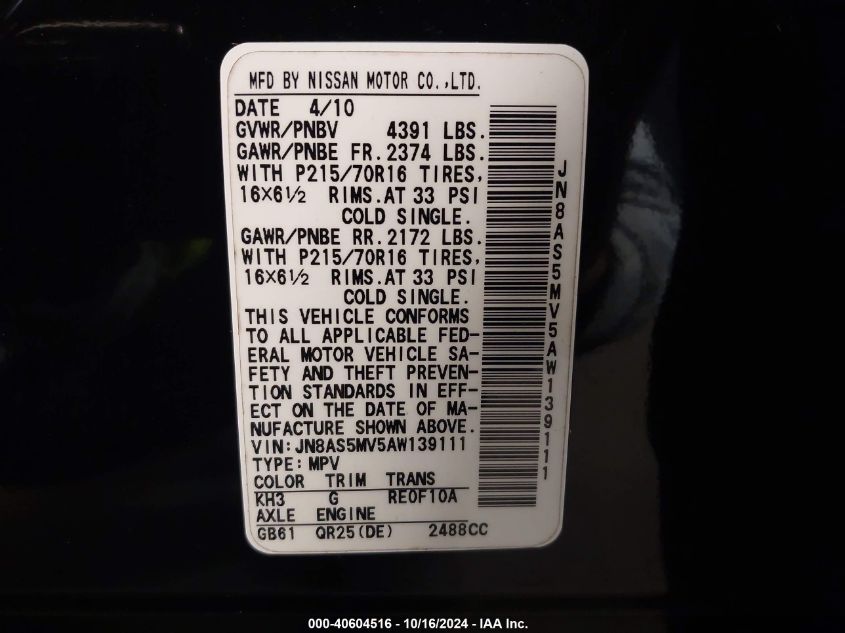 MFD BY NISSAN MOTOR CO.,LTD.
DATE 4/10
GVWR/PNBV 4391 LBS.
GAWR/PNBE FR. 2374 LBS.
WITH P215/70R16 TIRES,
16×6½ RIMS. AT 33 PSI
COLD SINGLE.
GAWR/PNBE RR. 2172 LBS.
WITH P215/70R16 TIRES,
16×6½ RIMS. AT 33 PSI
COLD SINGLE.
THIS VEHICLE CONFORMS
TO ALL APPLICABLE FED-
ERAL MOTOR VEHICLE SA-
FETY AND THEFT PREVEN-
TION STANDARDS IN EFF-
ECT ON THE DATE OF MA-
NUFACTURE SHOWN ABOVE.
VIN: JN8AS5MV5AW139111
TYPE: MPV
COLOR TRIM TRANS
KH3 G RE0F10A
AXLE ENGINE
GB61 QR25(DE) 2488CC
JN8AS5MV5AW139111
000-40604516 - 10/16/2024 - IAA Inc.